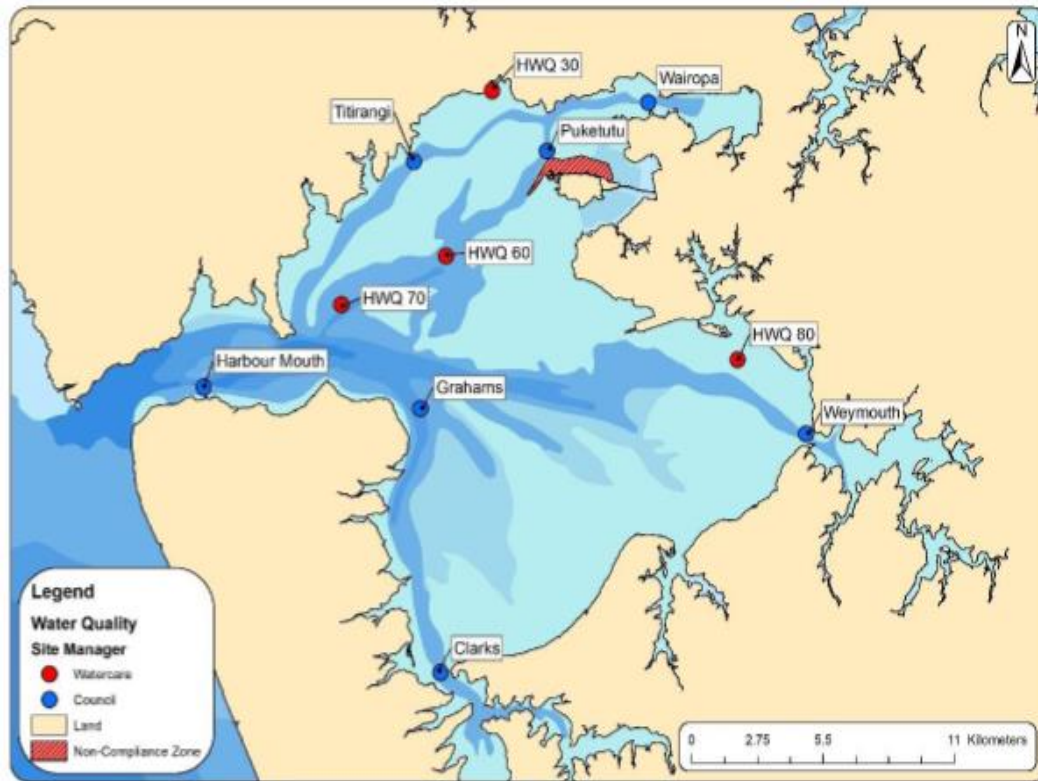 N
HWQ 30
Wairopa
Titirangi
Puketutu
HWQ 60
HWQ 70
HWQ 80
Harbour Mouth
Grahams
Weymouth
Clarks
Legend
Water Quality
Site Manager
Watercare
Council
Land
Non-Compliance Zone
0 2.75 5.5 11 Kilometers